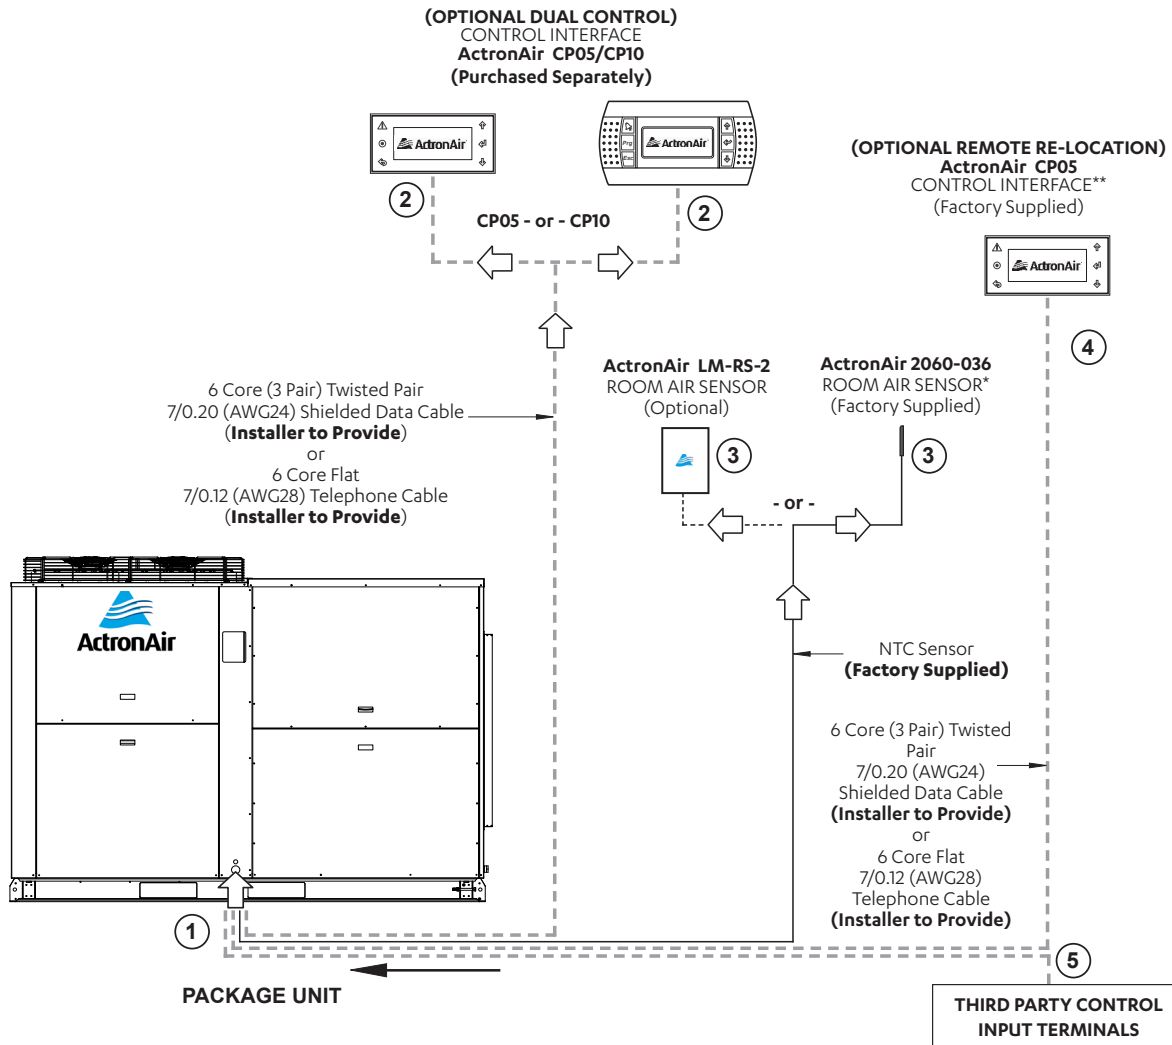 (OPTIONAL DUAL CONTROL)
CONTROL INTERFACE
ActronAir CP05/CP10
(Purchased Separately)
ActronAir
Prg
Esc
ActronAir
2
2
CP05 - or - CP10
(OPTIONAL REMOTE RE-LOCATION)
ActronAir CP05
CONTROL INTERFACE**
(Factory Supplied)
ActronAir
4
6 Core (3 Pair) Twisted Pair
7/0.20 (AWG24) Shielded Data Cable
(Installer to Provide)
or
6 Core Flat
7/0.12 (AWG28) Telephone Cable
(Installer to Provide)
ActronAir LM-RS-2
ROOM AIR SENSOR
(Optional)
3
ActronAir 2060-036
ROOM AIR SENSOR*
(Factory Supplied)
3
- or -
ActronAir
NTC Sensor
(Factory Supplied)
6 Core (3 Pair) Twisted
Pair
7/0.20 (AWG24)
Shielded Data Cable
(Installer to Provide)
or
6 Core Flat
7/0.12 (AWG28)
Telephone Cable
(Installer to Provide)
1
PACKAGE UNIT
5
THIRD PARTY CONTROL
INPUT TERMINALS